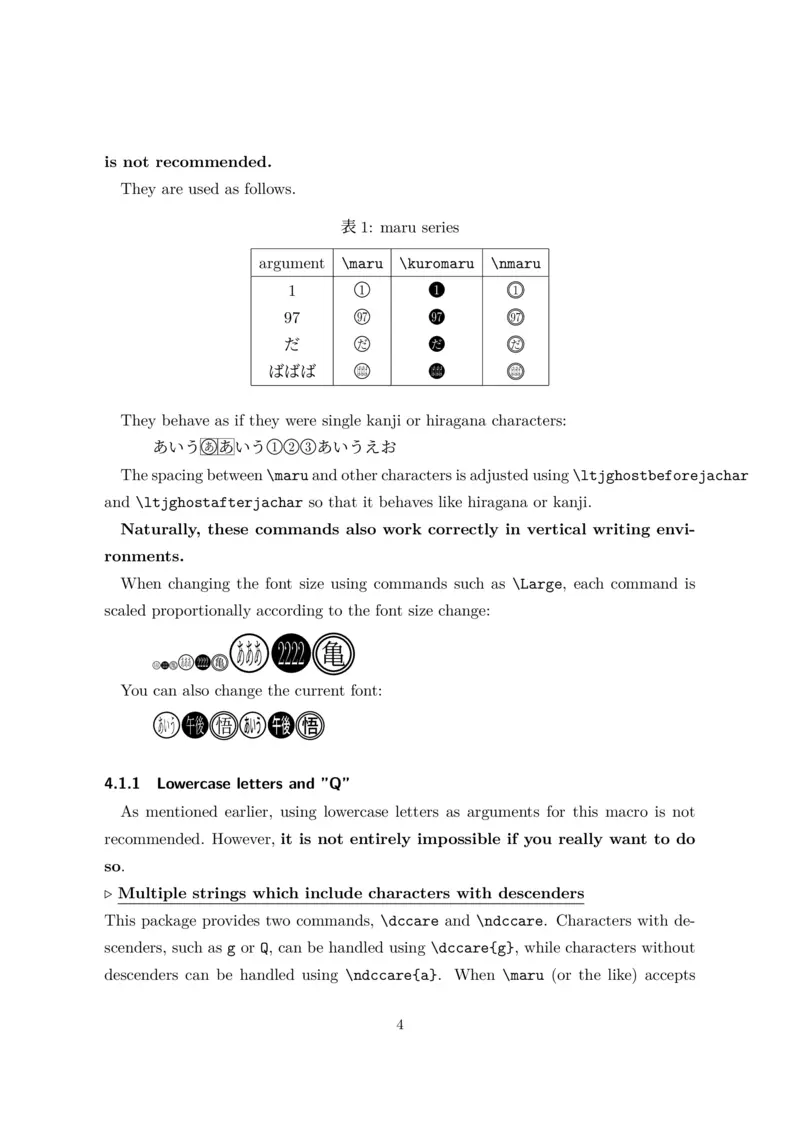 is not recommended.
They are used as follows.
表 1: maru series
argument \maru \kuromaru \nmaru
1 ① ❶ ⓵
97 97 97 97
だ だ だ だ
ばばば ばばば ばばば ばばば
They behave as if they were single kanji or hiragana characters:
あいうああいう①②③あいうえお
The spacing between \maru and other characters is adjusted using \ltjghostbeforejachar
and \ltjghostafterjachar so that it behaves like hiragana or kanji.
Naturally, these commands also work correctly in vertical writing envi-
ronments.
When changing the font size using commands such as \Large, each command is
scaled proportionally according to the font size change:
あああ 2222 亀 あああ 2222 亀
You can also change the current font:
あいう 午後 悟 あいう 午後 悟
4.1.1 Lowercase letters and ”Q”
As mentioned earlier, using lowercase letters as arguments for this macro is not
recommended. However, it is not entirely impossible if you really want to do
so.
▷ Multiple strings which include characters with descenders
This package provides two commands, \dccare and \ndccare. Characters with de-
scenders, such as g or Q, can be handled using \dccare{g}, while characters without
descenders can be handled using \ndccare{a}. When \maru (or the like) accepts
4